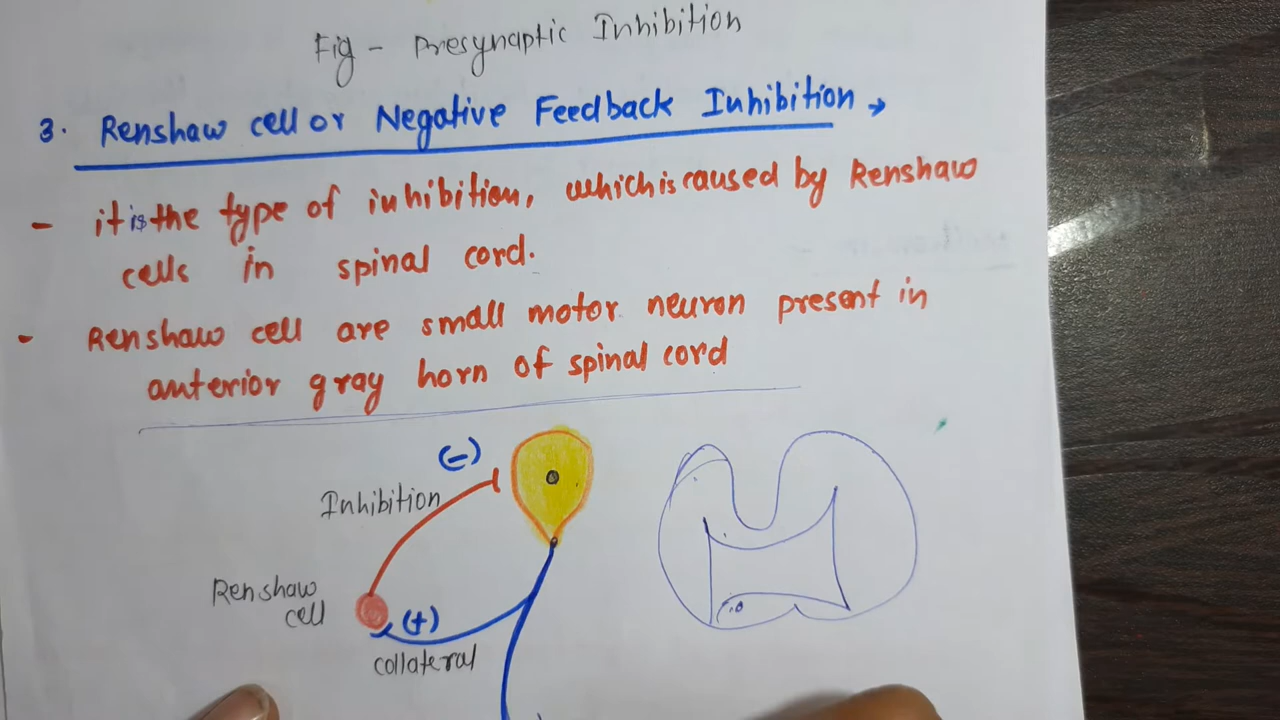 Fig - Presynaptic Inhibition
3. Renshaw cell or Negative Feedback Inhibition →
- it is the type of inhibition, which is caused by Renshaw
cells in spinal cord.
- Renshaw cell are small motor neuron present in
anterior gray horn of spinal cord
(-)
Inhibition
Renshaw
cell
(+)
collateral